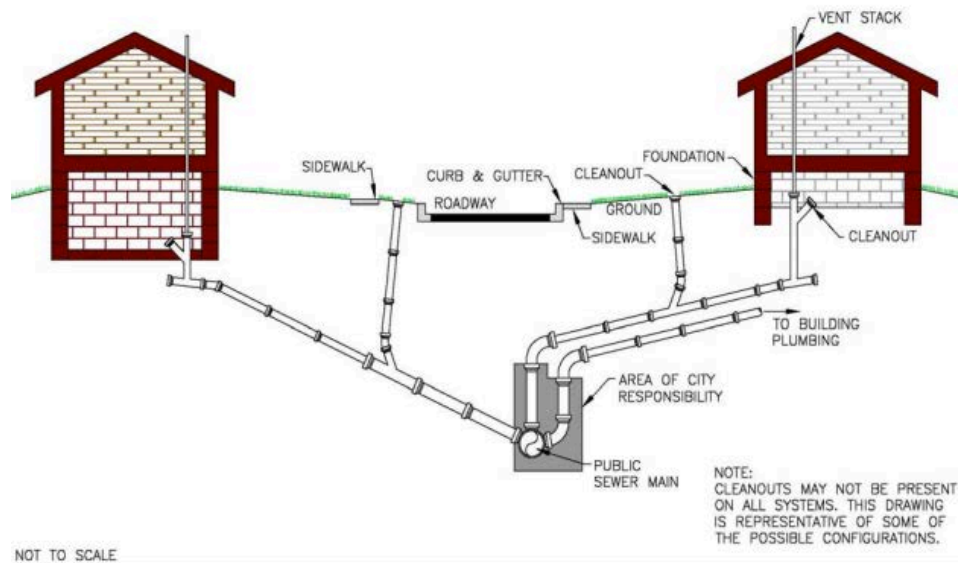 VENT STACK
FOUNDATION
SIDEWALK
CURB & GUTTER
CLEANOUT
ROADWAY
GROUND
SIDEWALK
CLEANOUT
TO BUILDING
PLUMBING
AREA OF CITY
RESPONSIBILITY
PUBLIC
SEWER MAIN
NOTE:
CLEANOUTS MAY NOT BE PRESENT
ON ALL SYSTEMS. THIS DRAWING
IS REPRESENTATIVE OF SOME OF
THE POSSIBLE CONFIGURATIONS.
NOT TO SCALE